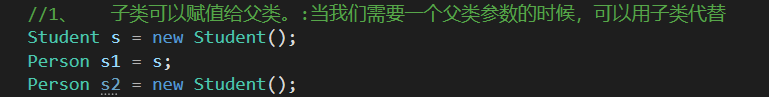 //1、 子类可以赋值给父类。:当我们需要一个父类参数的时候，可以用子类代替
Student s = new Student();
Person s1 = s;
Person s2 = new Student();